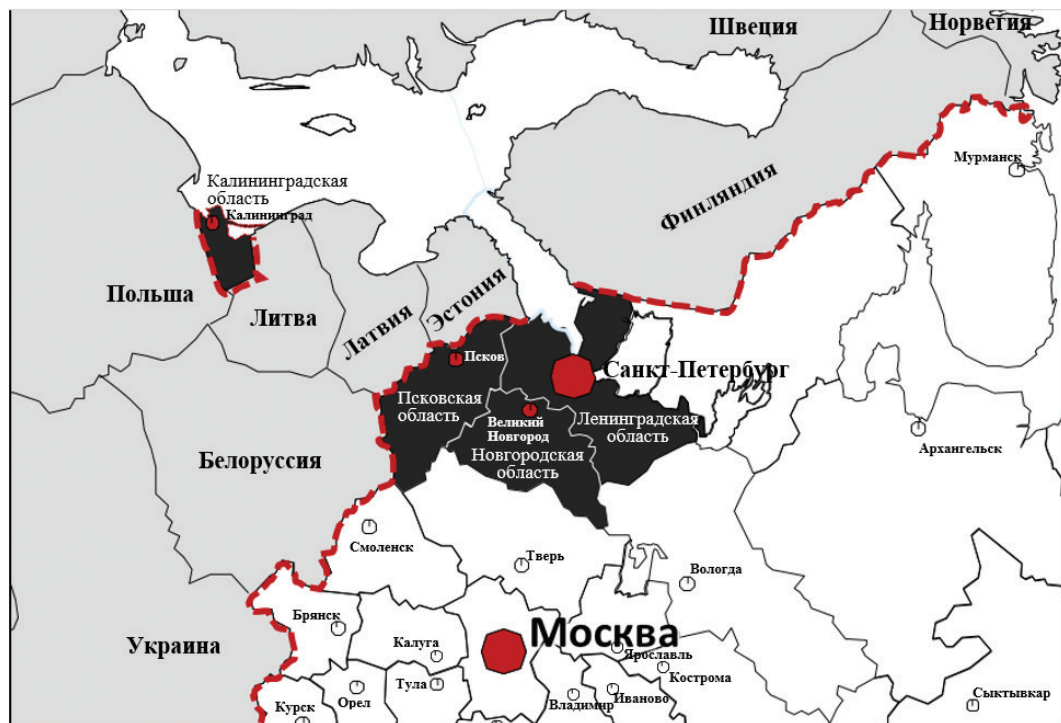 Швеция
Норвегия
Мурманск
Финляндия
Калининградская
область
Калининград
Польша
Литва
Латвия
Эстония
Псков
Санкт-Петербург
Псковская
область
Великий
Новгород
Ленинградская
область
Новгородская
область
Архангельск
Белоруссия
Смоленск
Тверь
Вологда
Брянск
Москва
Украина
Калуга
Ярославль
Кострома
Тула
Орел
Владимир
Иваново
Курск
Сыктывкар